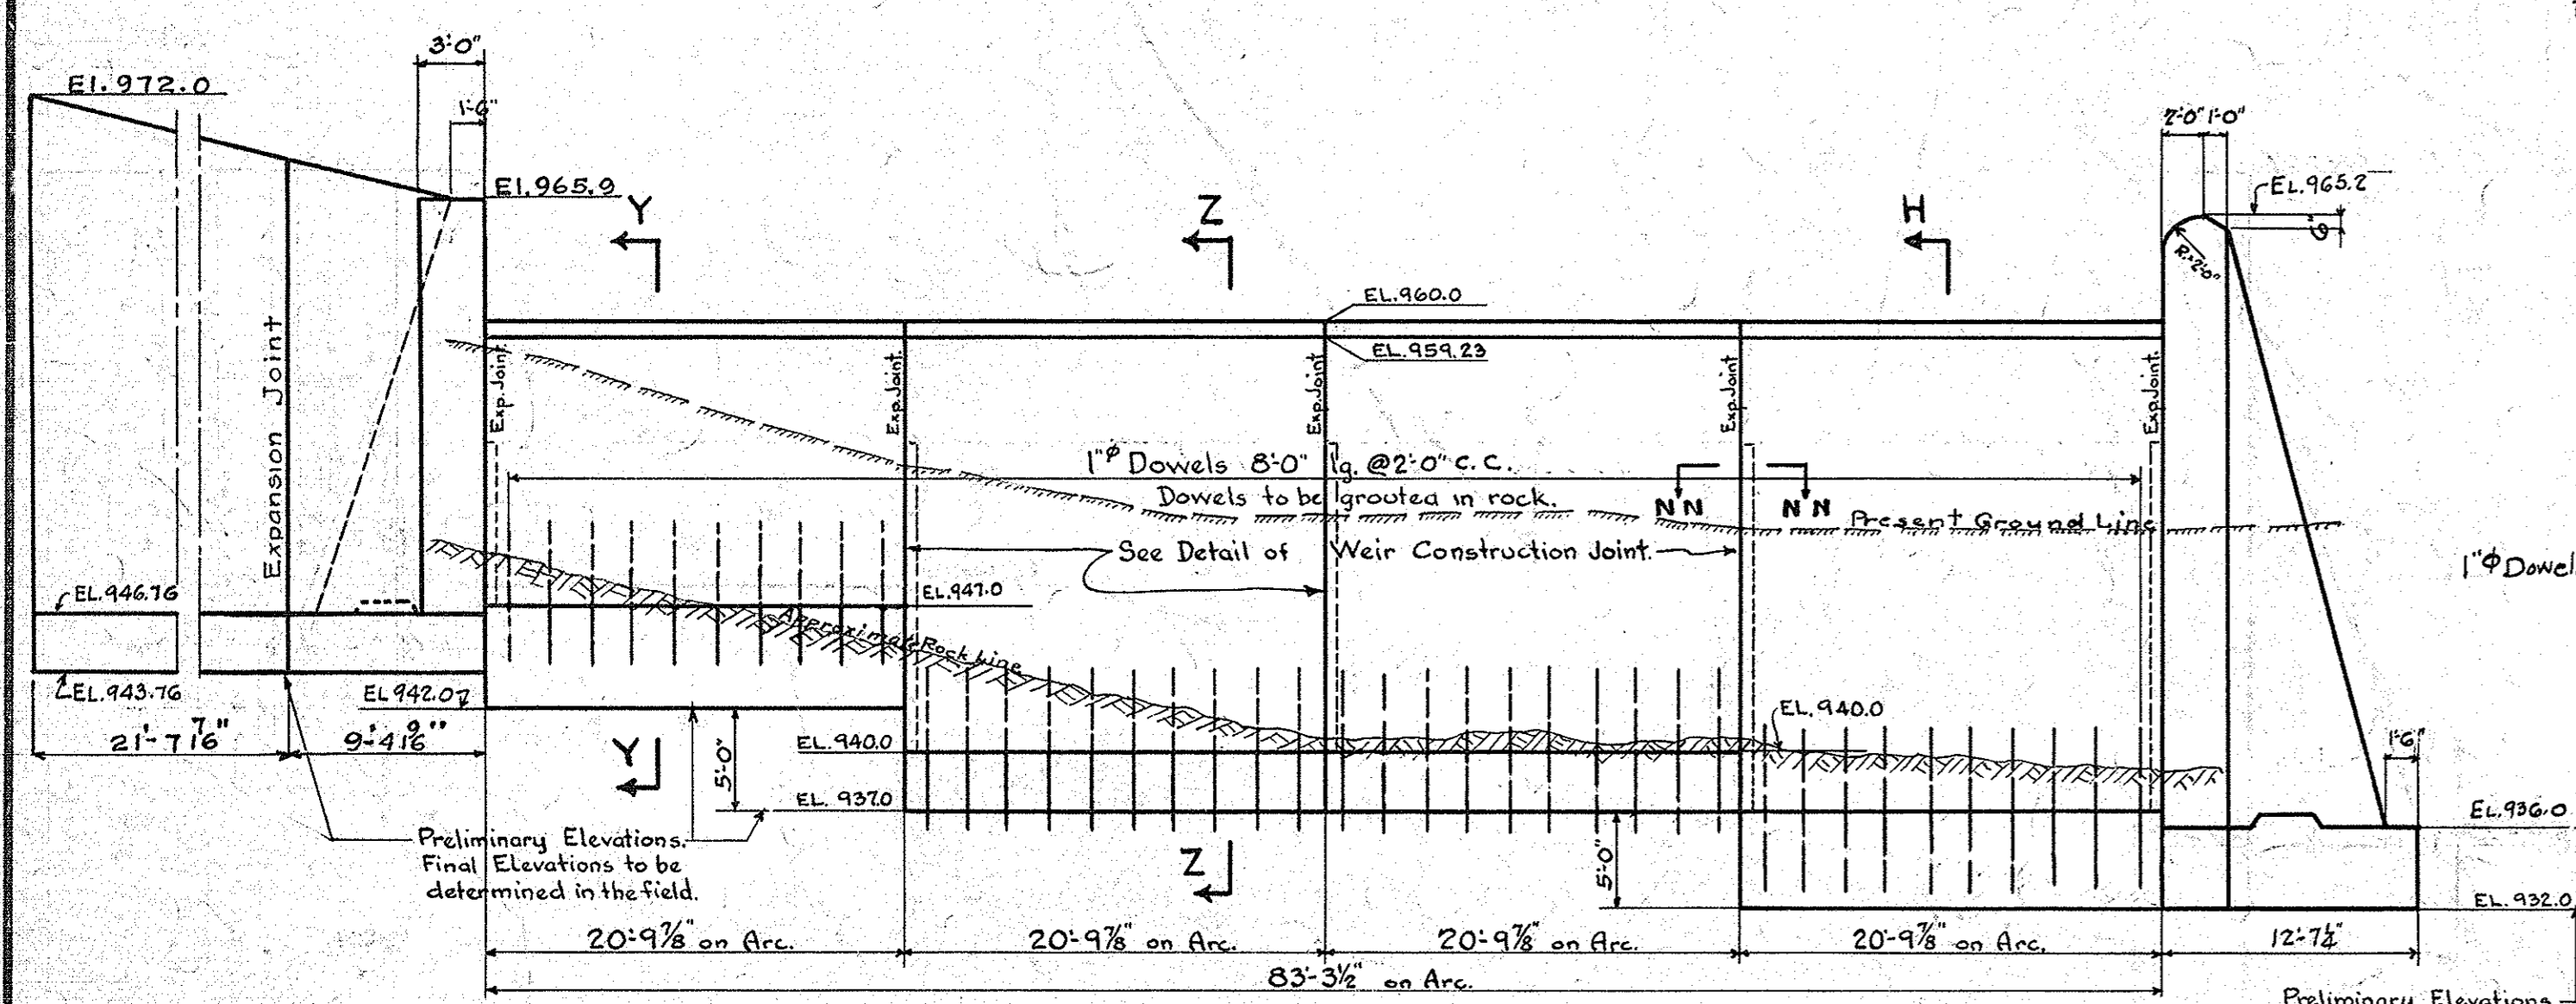 3'-0"
El. 972.0
1'-6"
2'-0" 1'-0"
El. 965.9
EL. 965.2
6"
R.=2'-0"
Y
Z
H
EL. 960.0
EL. 959.23
Expansion Joint
Exp. Joint.
Exp. Joint.
Exp. Joint
Exp. Joint
Exp. Joint.
1"ϕ Dowels 8'-0" lg. @ 2'-0" C.C.
Dowels to be grouted in rock.
N N
N N
Present Ground Line
See Detail of Weir Construction Joint.
1"ϕ Dowel
EL. 946.76
EL. 947.0
Approximate Rock Line
EL. 943.76
EL 942.0
EL. 940.0
21'-7 7/16"
9'-4 9/16"
EL. 940.0
Y
5'-0"
1'-6"
EL. 937.0
EL. 936.0
Preliminary Elevations.
Final Elevations to be
determined in the field.
Z
5'-0"
EL. 932.0
20'-9 7/8" on Arc.
20'-9 7/8" on Arc.
20'-9 7/8" on Arc.
20'-9 7/8" on Arc.
12'-7 1/4"
83'-3 1/2" on Arc.
Preliminary Elevations